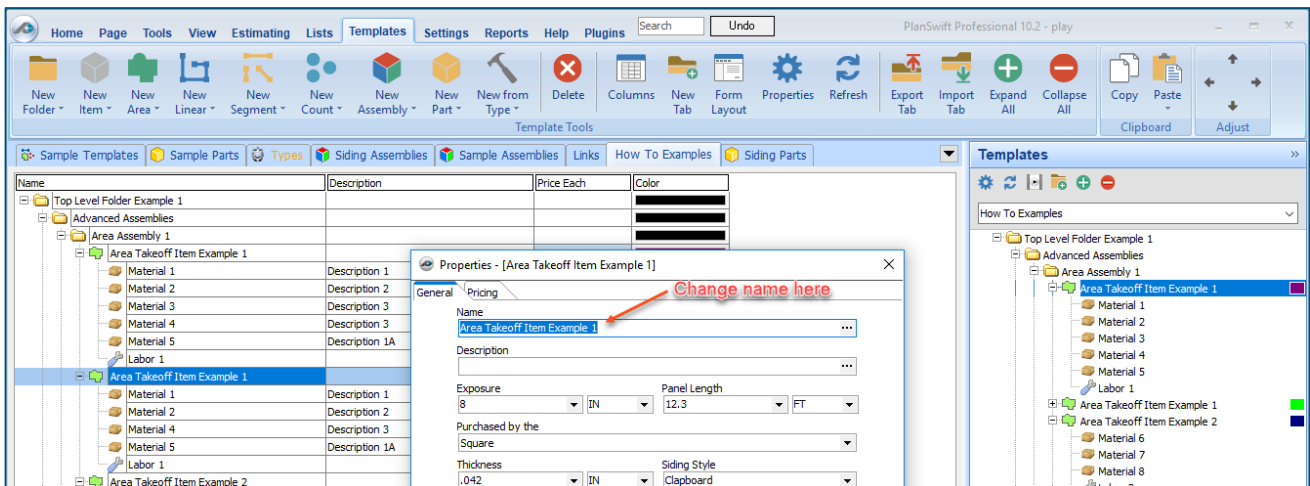 Home Page Tools View Estimating Lists Templates Settings Reports Help Plugins Search Undo PlanSwift Professional 10.2 - play
New Folder New Item New Area New Linear New Segment New Count New Assembly New Part New from Type Delete Columns New Tab Form Layout Properties Refresh Export Tab Import Tab Expand All Collapse All Copy Paste
Template Tools Clipboard Adjust
Sample Templates Sample Parts Types Siding Assemblies Sample Assemblies Links How To Examples Siding Parts
Name Description Price Each Color
Top Level Folder Example 1
Advanced Assemblies
Area Assembly 1
Area Takeoff Item Example 1
Material 1 Description 1
Material 2 Description 2
Material 3 Description 3
Material 4 Description 3
Material 5 Description 1A
Labor 1
Area Takeoff Item Example 1
Material 1 Description 1
Material 2 Description 2
Material 4 Description 3
Material 5 Description 1A
Labor 1
Area Takeoff Item Example 2
Properties - [Area Takeoff Item Example 1]
General Pricing
Change name here
Name
Area Takeoff Item Example 1
Description
Exposure Panel Length
8 IN 12.3 FT
Purchased by the
Square
Thickness Siding Style
.042 IN Clapboard
Templates
How To Examples
Top Level Folder Example 1
Advanced Assemblies
Area Assembly 1
Area Takeoff Item Example 1
Material 1
Material 2
Material 3
Material 4
Material 5
Labor 1
Area Takeoff Item Example 1
Area Takeoff Item Example 2
Material 6
Material 7
Material 8